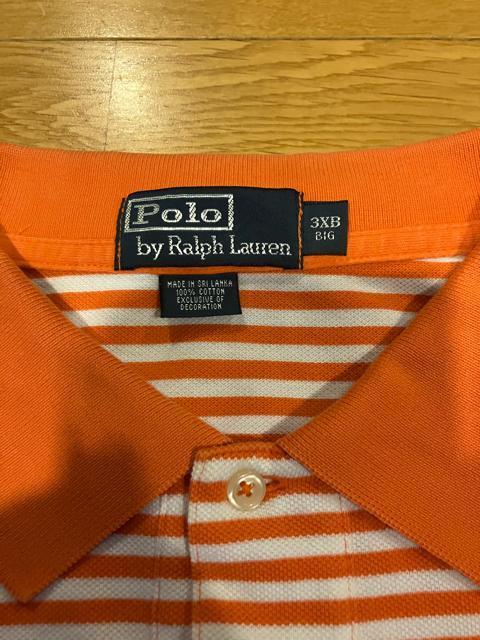 Polo
by Ralph Lauren
3XB
BIG
MADE IN SRI LANKA
100% COTTON
EXCLUSIVE OF
DECORATION